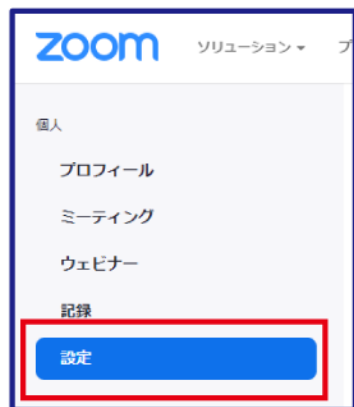 zoom ソリューション プ
個人
プロフィール
ミーティング
ウェビナー
記録
設定